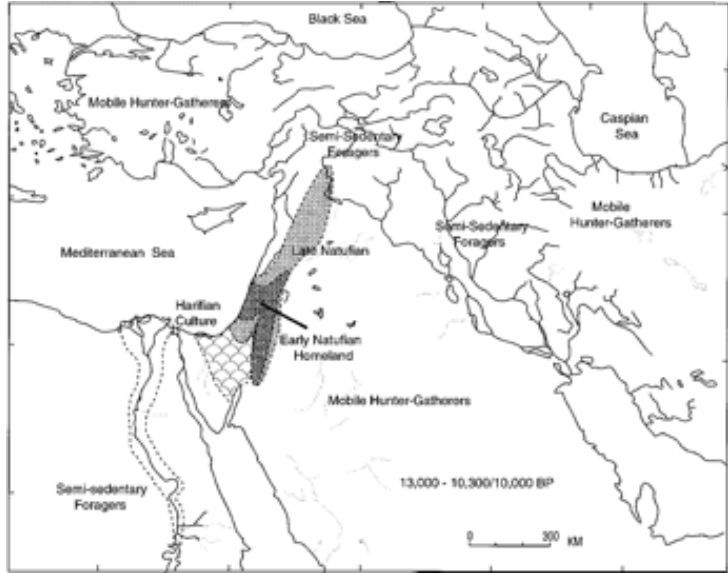 Black Sea
Mobile Hunter-Gatherers
Caspian
Sea
Semi-Sedentary
Foragers
Mobile
Hunter-Gatherers
Semi-Sedentary
Foragers
Mediterranean Sea
Late Natufian
Harifian
Culture
Early Natufian
Homeland
Mobile Hunter-Gatherers
13,000 - 10,300/10,000 BP
Semi-sedentary
Foragers
0 300
KM